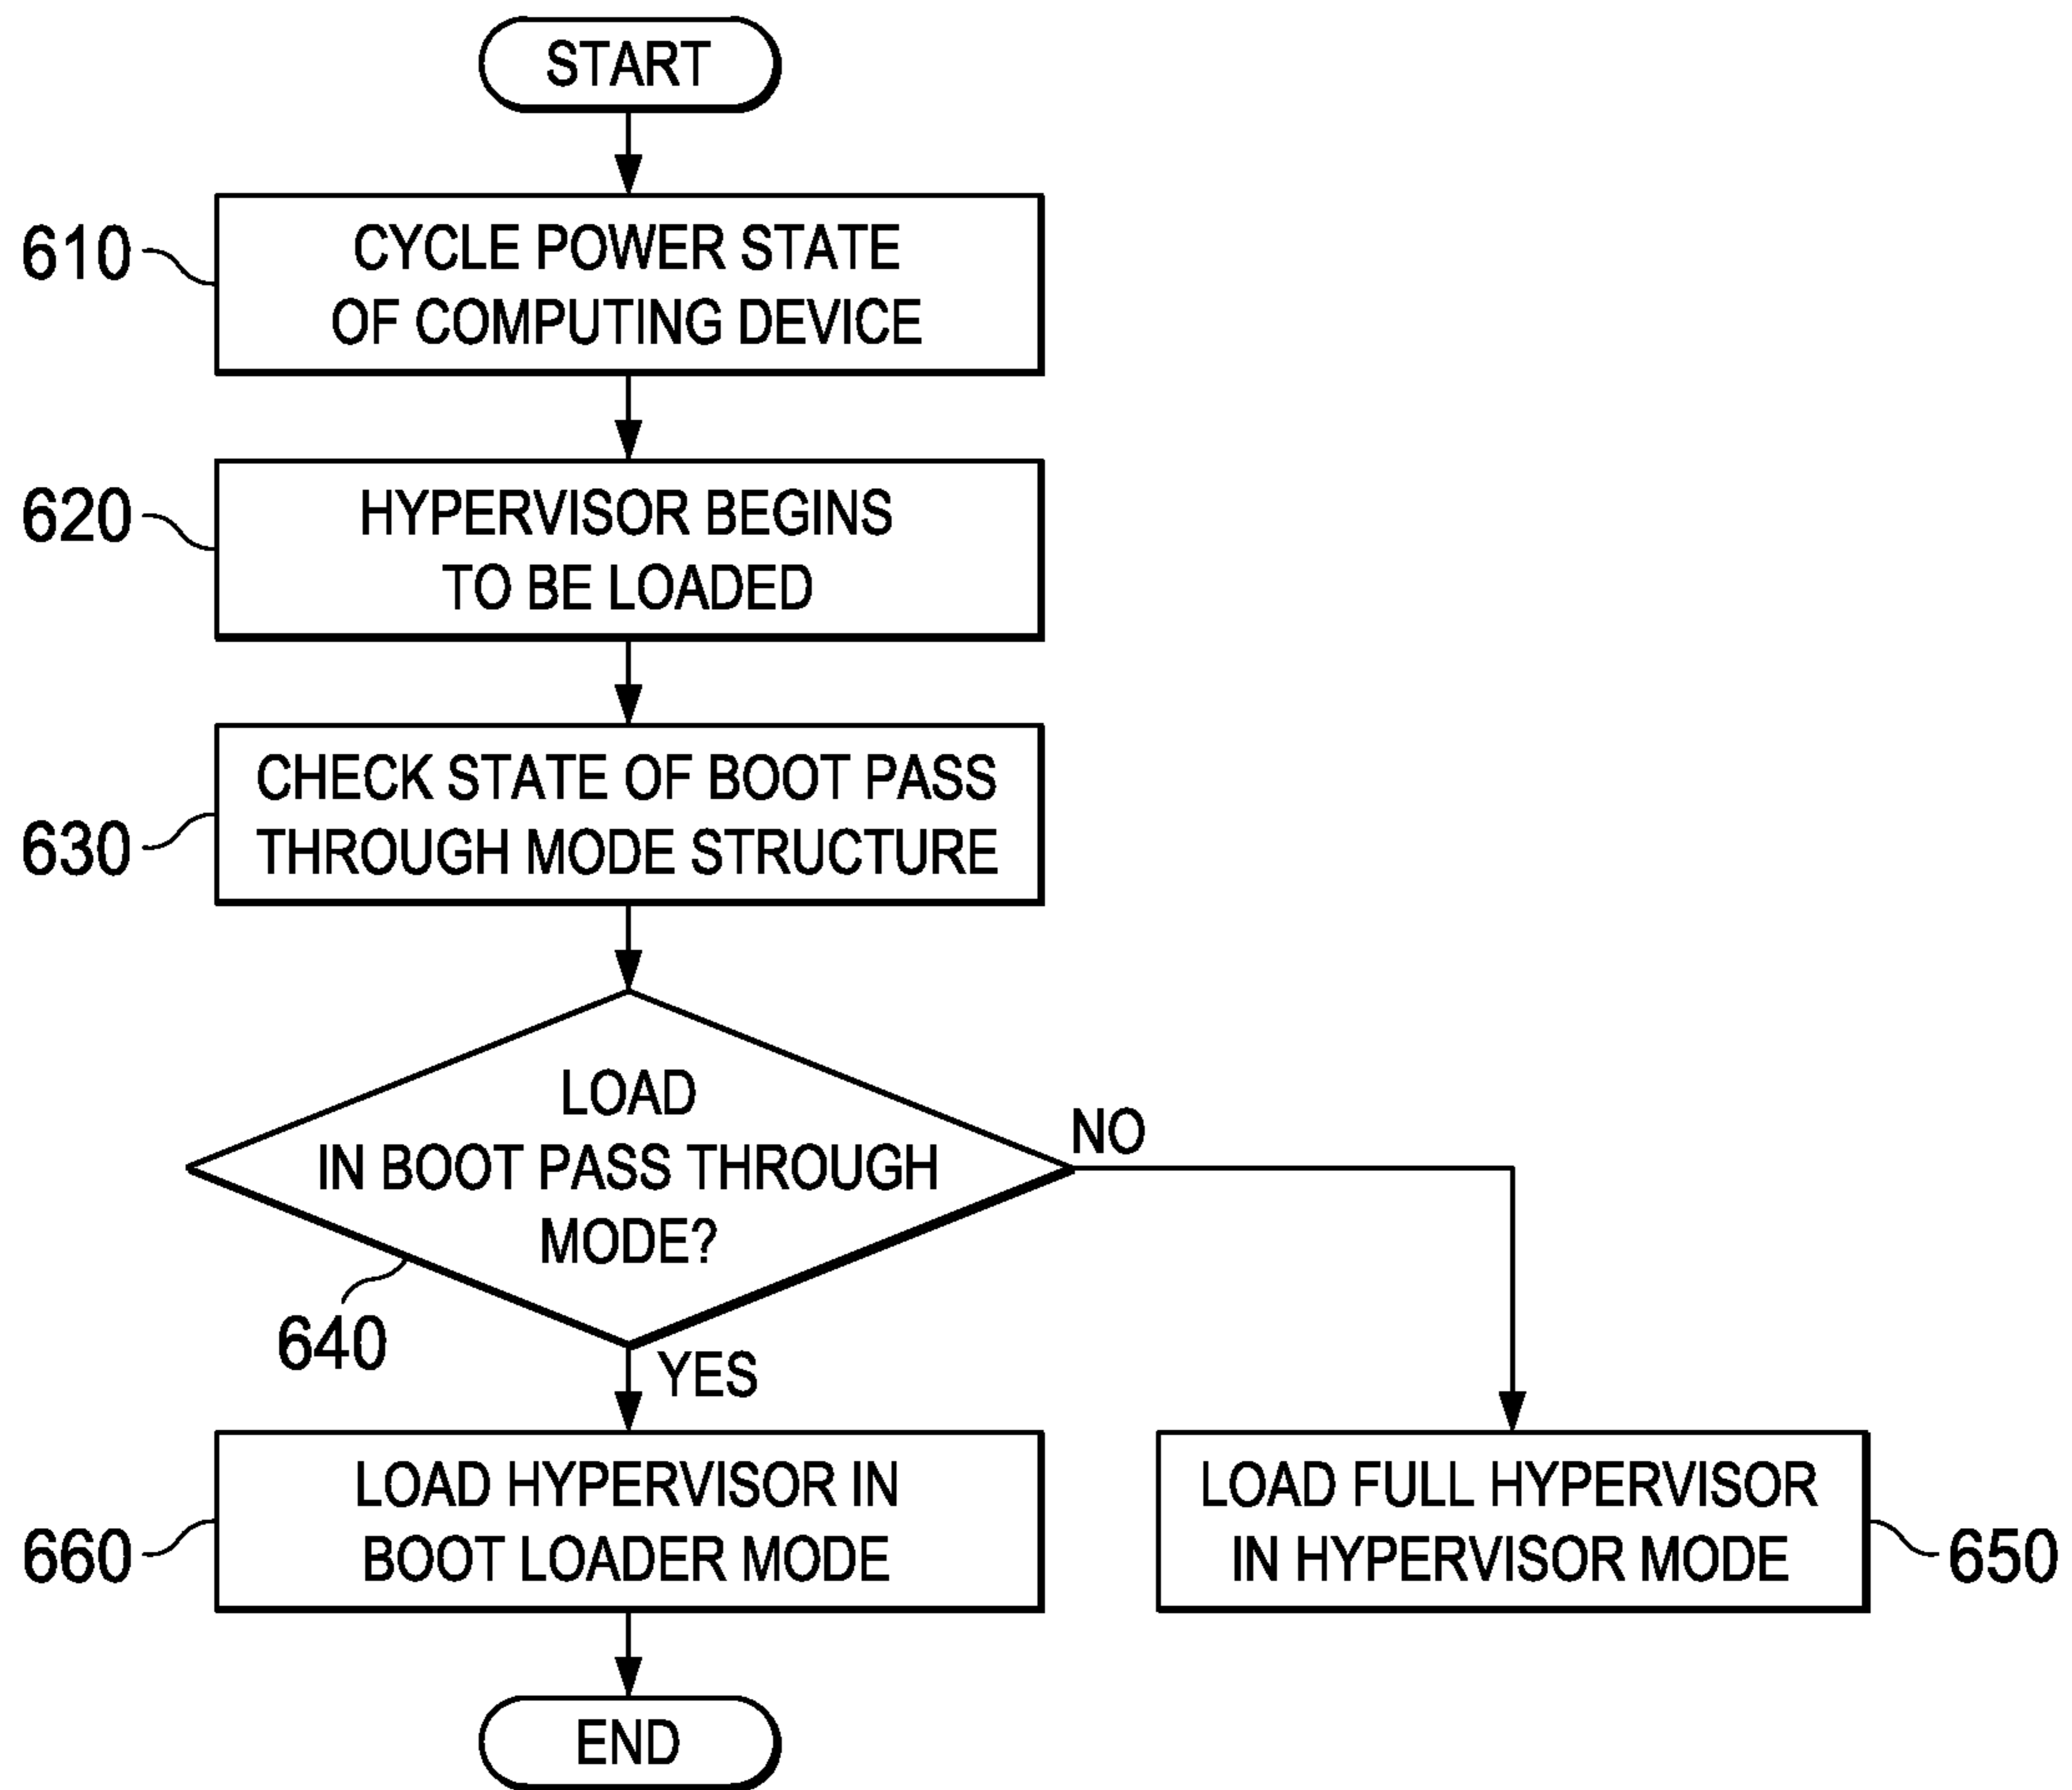 START
610
CYCLE POWER STATE
OF COMPUTING DEVICE
620
HYPERVISOR BEGINS
TO BE LOADED
630
CHECK STATE OF BOOT PASS
THROUGH MODE STRUCTURE
LOAD
IN BOOT PASS THROUGH
MODE?
NO
640
YES
660
LOAD HYPERVISOR IN
BOOT LOADER MODE
LOAD FULL HYPERVISOR
IN HYPERVISOR MODE
650
END